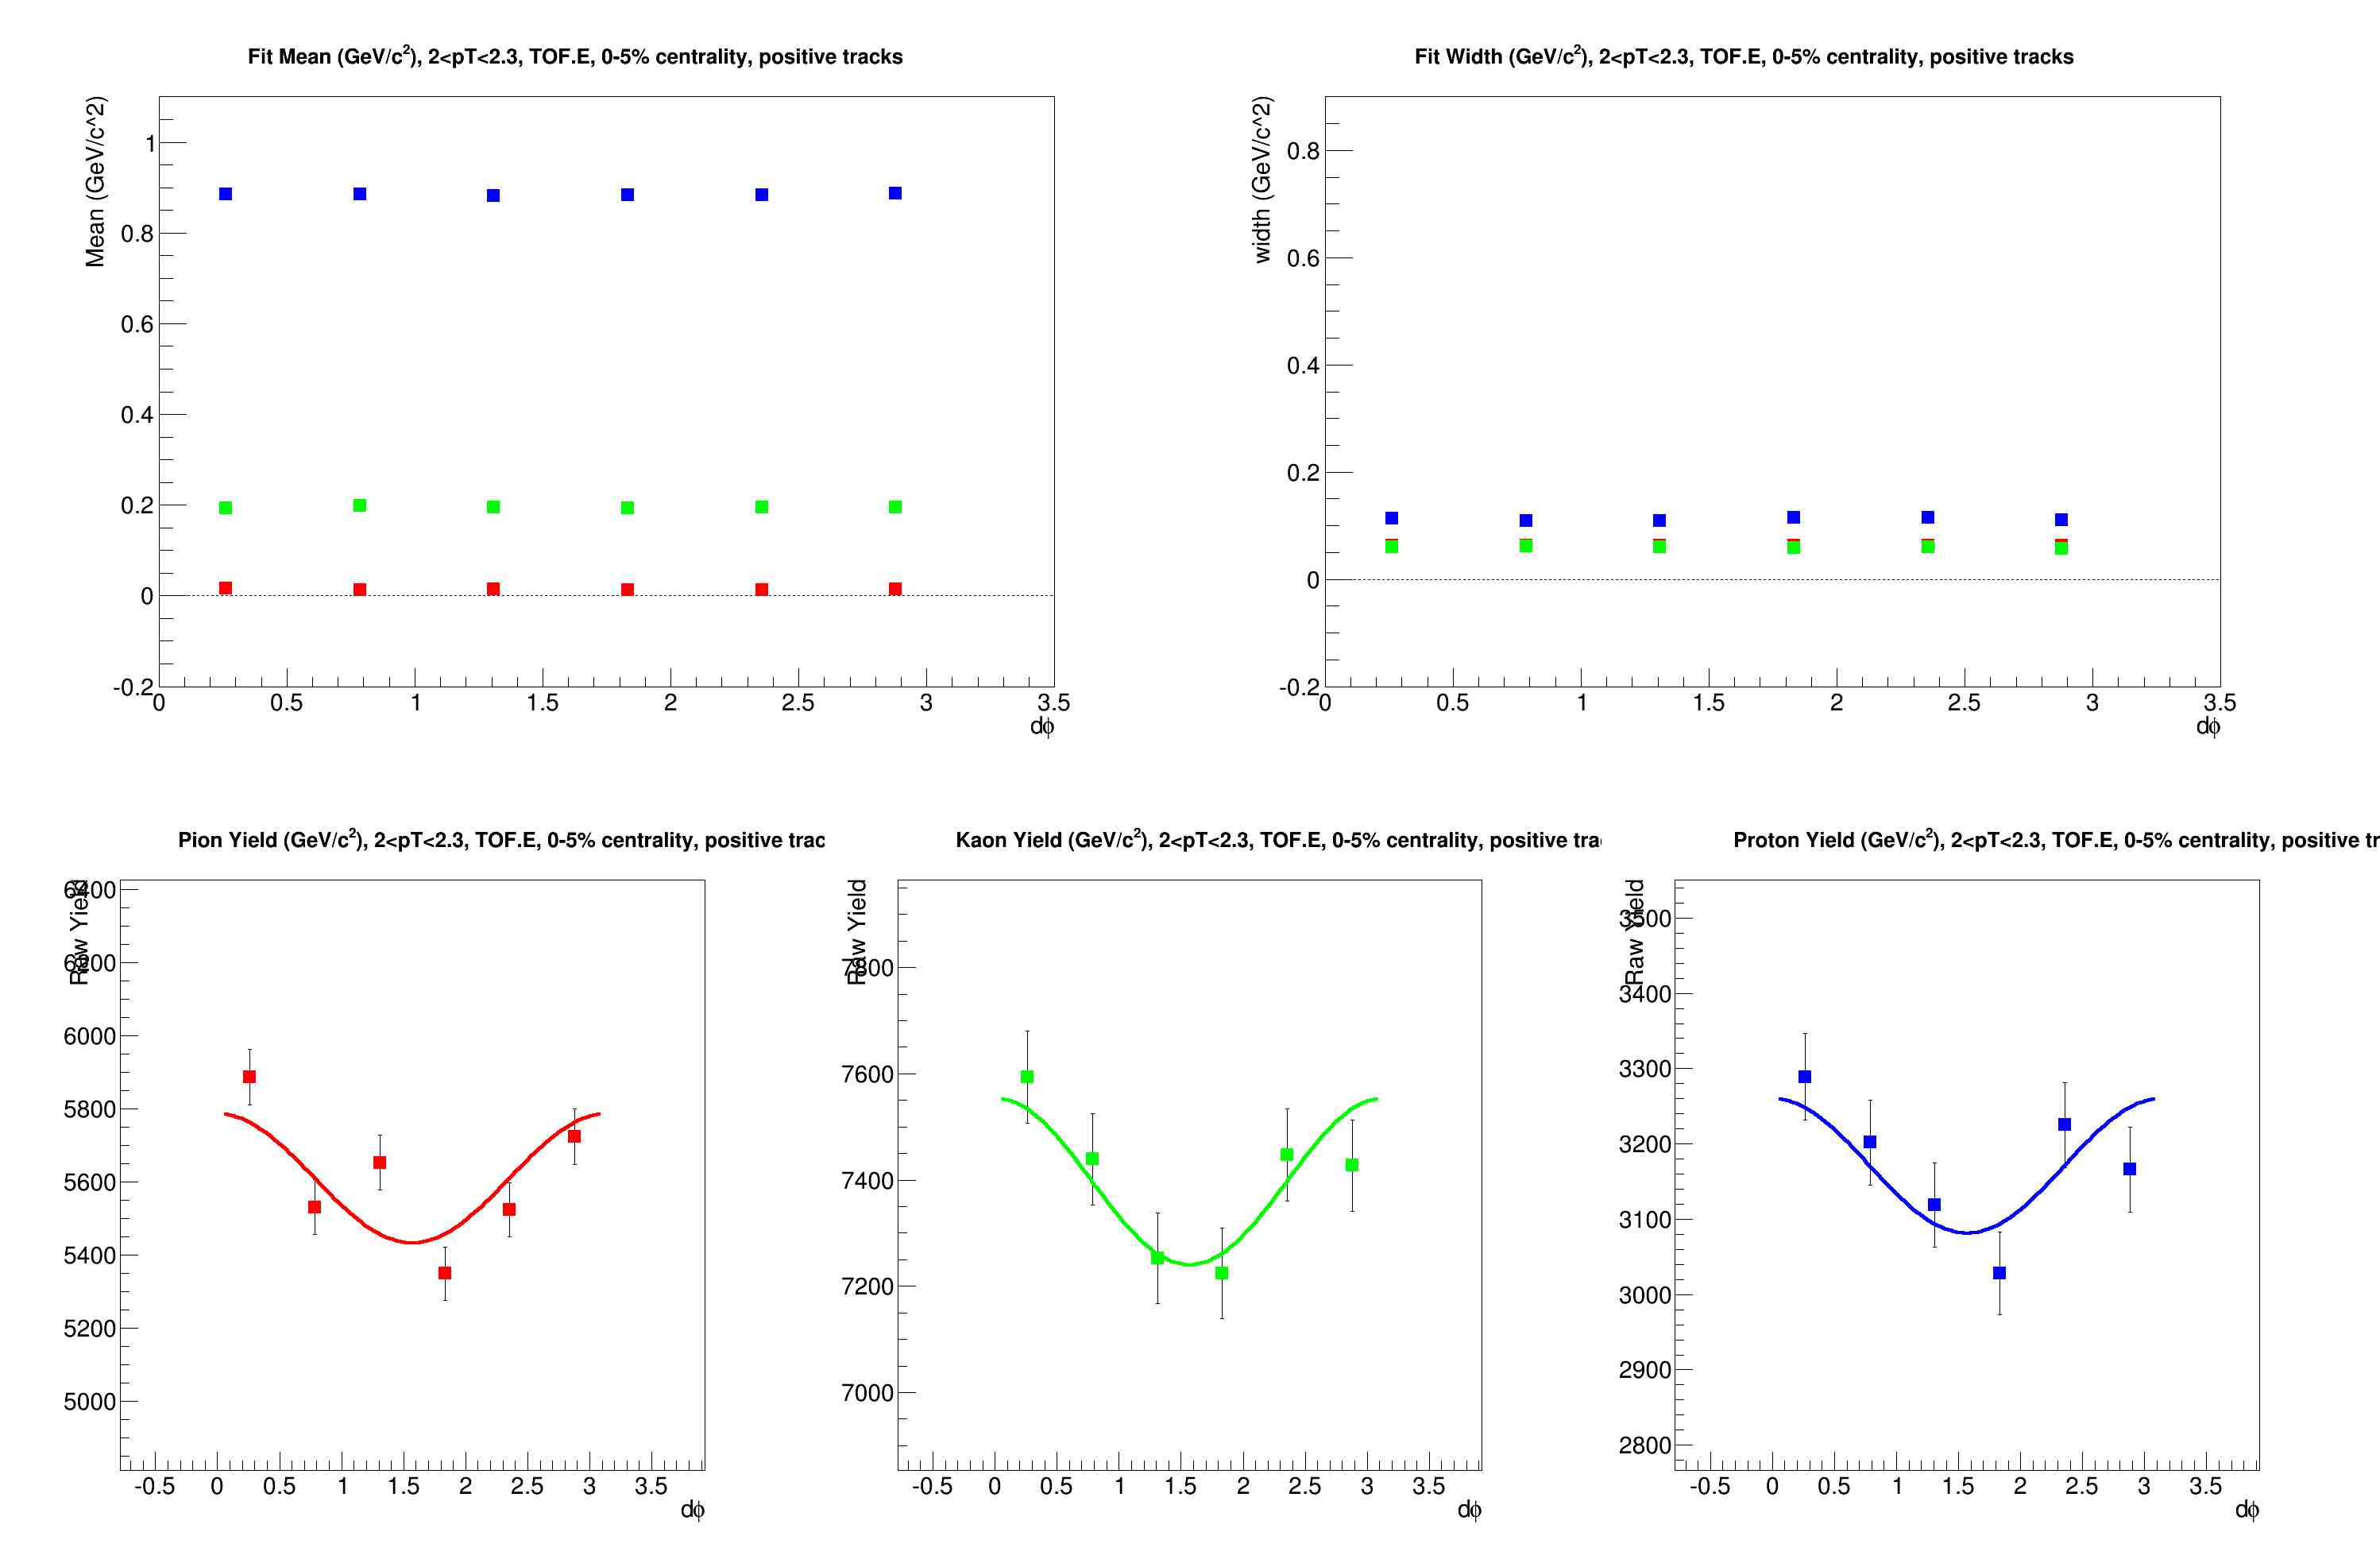 Fit Mean (GeV/c²), 2<pT<2.3, TOF.E, 0-5% centrality, positive tracks
Mean (GeV/c^2)
1
0.8
0.6
0.4
0.2
0
-0.2
0 0.5 1 1.5 2 2.5 3 3.5
dϕ
Fit Width (GeV/c²), 2<pT<2.3, TOF.E, 0-5% centrality, positive tracks
width (GeV/c^2)
0.8
0.6
0.4
0.2
0
-0.2
0 0.5 1 1.5 2 2.5 3 3.5
dϕ
Pion Yield (GeV/c²), 2<pT<2.3, TOF.E, 0-5% centrality, positive trac
Raw Yield
6400
6200
6000
5800
5600
5400
5200
5000
-0.5 0 0.5 1 1.5 2 2.5 3 3.5
dϕ
Kaon Yield (GeV/c²), 2<pT<2.3, TOF.E, 0-5% centrality, positive tra
Raw Yield
7800
7600
7400
7200
7000
-0.5 0 0.5 1 1.5 2 2.5 3 3.5
dϕ
Proton Yield (GeV/c²), 2<pT<2.3, TOF.E, 0-5% centrality, positive tr
Raw Yield
3500
3400
3300
3200
3100
3000
2900
2800
-0.5 0 0.5 1 1.5 2 2.5 3 3.5
dϕ